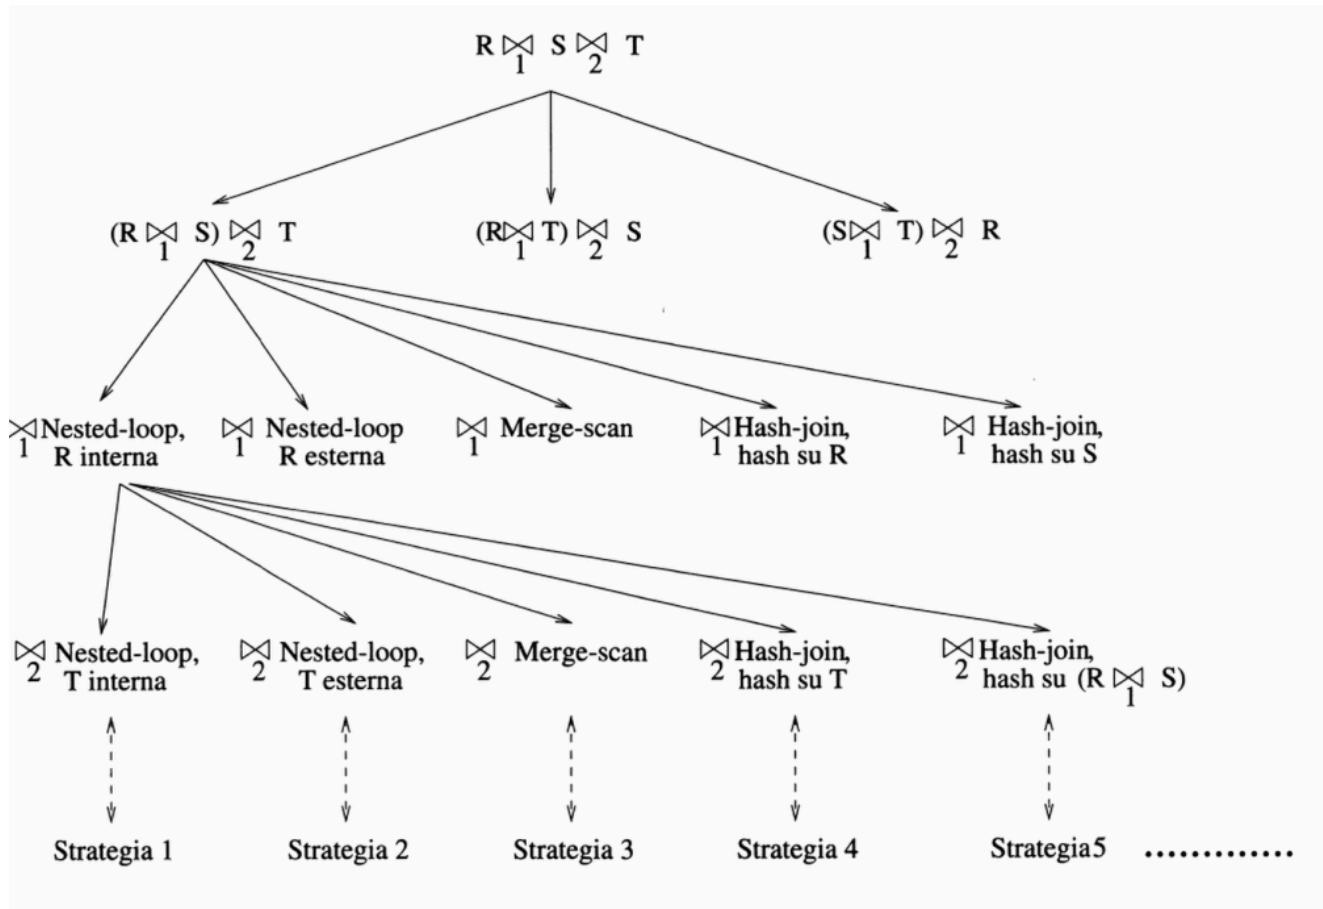 R ⋈1 S ⋈2 T
(R ⋈1 S) ⋈2 T
(R ⋈1 T) ⋈2 S
(S ⋈1 T) ⋈2 R
⋈1 Nested-loop,
R interna
⋈1 Nested-loop
R esterna
⋈1 Merge-scan
⋈1 Hash-join,
hash su R
⋈1 Hash-join,
hash su S
⋈2 Nested-loop,
T interna
⋈2 Nested-loop,
T esterna
⋈2 Merge-scan
⋈2 Hash-join,
hash su T
⋈2 Hash-join,
hash su (R ⋈1 S)
Strategia 1
Strategia 2
Strategia 3
Strategia 4
Strategia5 .............